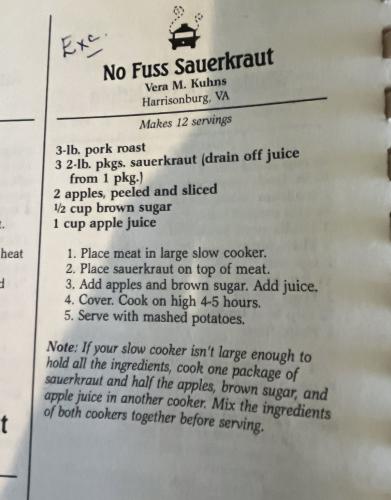 Exc.
No Fuss Sauerkraut
Vera M. Kuhns
Harrisonburg, VA
Makes 12 servings
3-lb. pork roast
3 2-lb. pkgs. sauerkraut (drain off juice
from 1 pkg.)
2 apples, peeled and sliced
1/2 cup brown sugar
1 cup apple juice
1. Place meat in large slow cooker.
2. Place sauerkraut on top of meat.
3. Add apples and brown sugar. Add juice.
4. Cover. Cook on high 4-5 hours.
5. Serve with mashed potatoes.
Note: If your slow cooker isn't large enough to
hold all the ingredients, cook one package of
sauerkraut and half the apples, brown sugar, and
apple juice in another cooker. Mix the ingredients
of both cookers together before serving.
heat